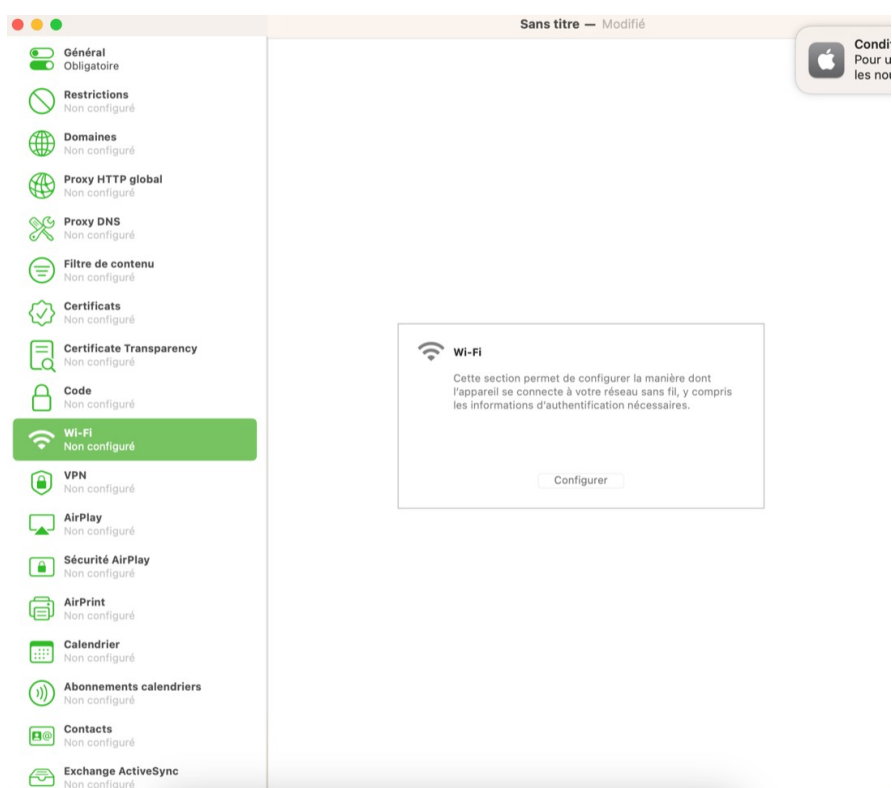 Sans titre — Modifié
Général
Obligatoire
Restrictions
Non configuré
Domaines
Non configuré
Proxy HTTP global
Non configuré
Proxy DNS
Non configuré
Filtre de contenu
Non configuré
Certificats
Non configuré
Certificate Transparency
Non configuré
Code
Non configuré
Wi-Fi
Non configuré
VPN
Non configuré
AirPlay
Non configuré
Sécurité AirPlay
Non configuré
AirPrint
Non configuré
Calendrier
Non configuré
Abonnements calendriers
Non configuré
Contacts
Non configuré
Exchange ActiveSync
Non configuré
Wi-Fi
Cette section permet de configurer la manière dont
l'appareil se connecte à votre réseau sans fil, y compris
les informations d'authentification nécessaires.
Configurer
Pour
les